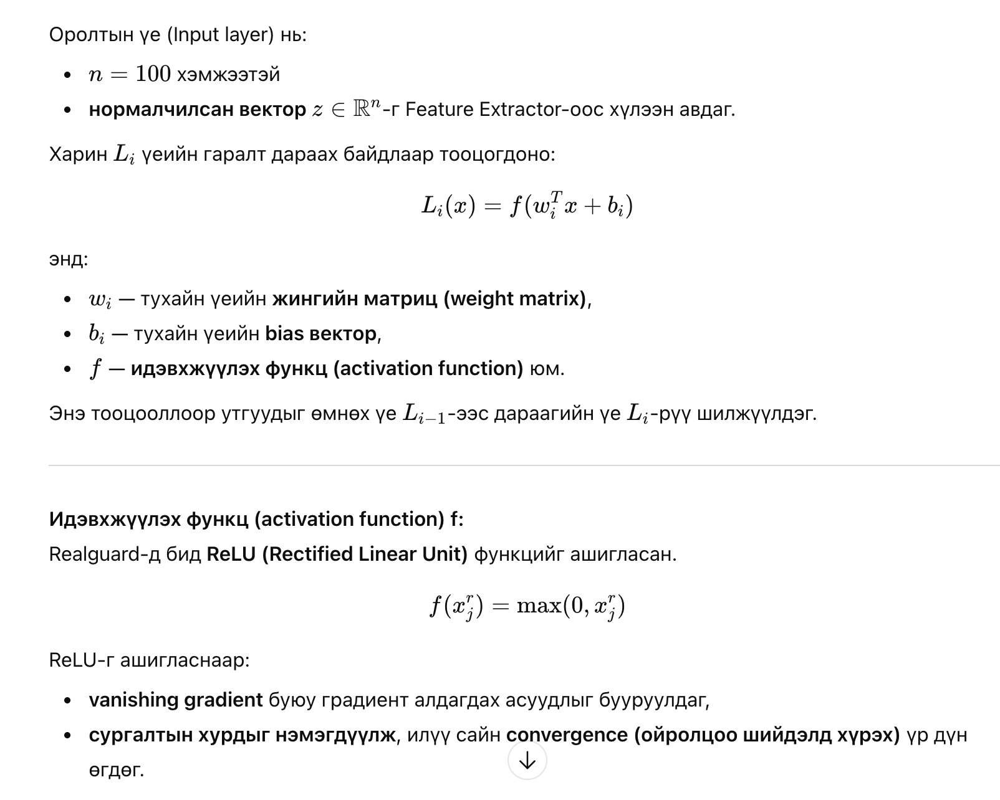 Оролтын үе (Input layer) нь:
• n = 100 хэмжээтэй
• нормалчилсан вектор z ∈ ℝⁿ-г Feature Extractor-оос хүлээн авдаг.
Харин L_i үеийн гаралт дараах байдлаар тооцогдоно:
L_i(x) = f(w_i^T x + b_i)
энд:
• w_i — тухайн үеийн жингийн матриц (weight matrix),
• b_i — тухайн үеийн bias вектор,
• f — идэвхжүүлэх функц (activation function) юм.
Энэ тооцооллоор утгуудыг өмнөх үе L_{i−1}-ээс дараагийн үе L_i-рүү шилжүүлдэг.
Идэвхжүүлэх функц (activation function) f:
Realguard-д бид ReLU (Rectified Linear Unit) функцийг ашигласан.
f(x_j^r) = max(0, x_j^r)
ReLU-г ашигласнаар:
• vanishing gradient буюу градиент алдагдах асуудлыг бууруулдаг,
• сургалтын хурдыг нэмэгдүүлж, илүү сайн convergence (ойролцоо шийдэлд хүрэх) үр дүн
өгдөг.